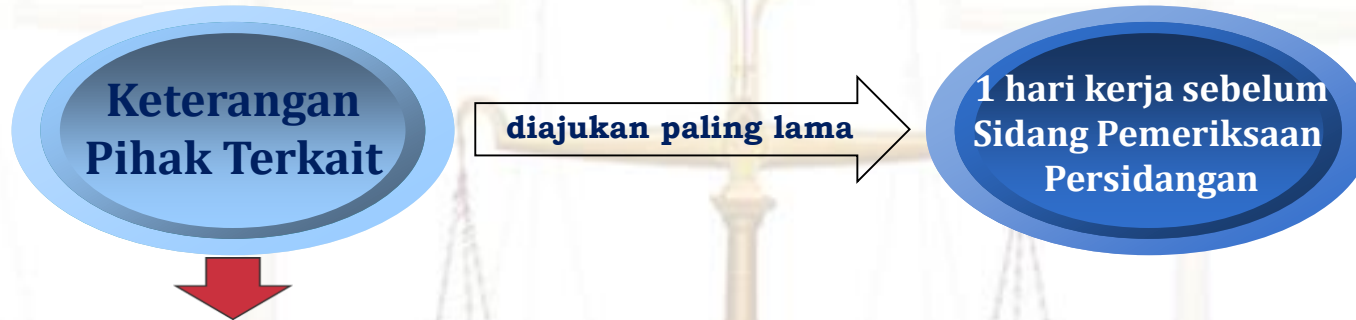 Keterangan
Pihak Terkait
diajukan paling lama
1 hari kerja sebelum
Sidang Pemeriksaan
Persidangan